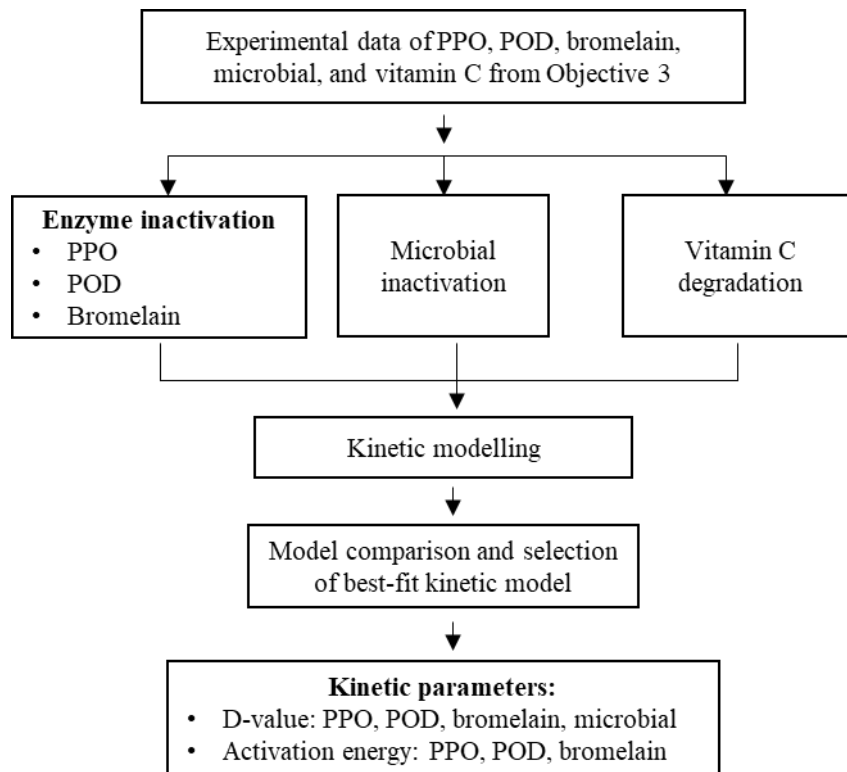 Experimental data of PPO, POD, bromelain,
microbial, and vitamin C from Objective 3
Enzyme inactivation
• PPO
• POD
• Bromelain
Microbial
inactivation
Vitamin C
degradation
Kinetic modelling
Model comparison and selection
of best-fit kinetic model
Kinetic parameters:
• D-value: PPO, POD, bromelain, microbial
• Activation energy: PPO, POD, bromelain